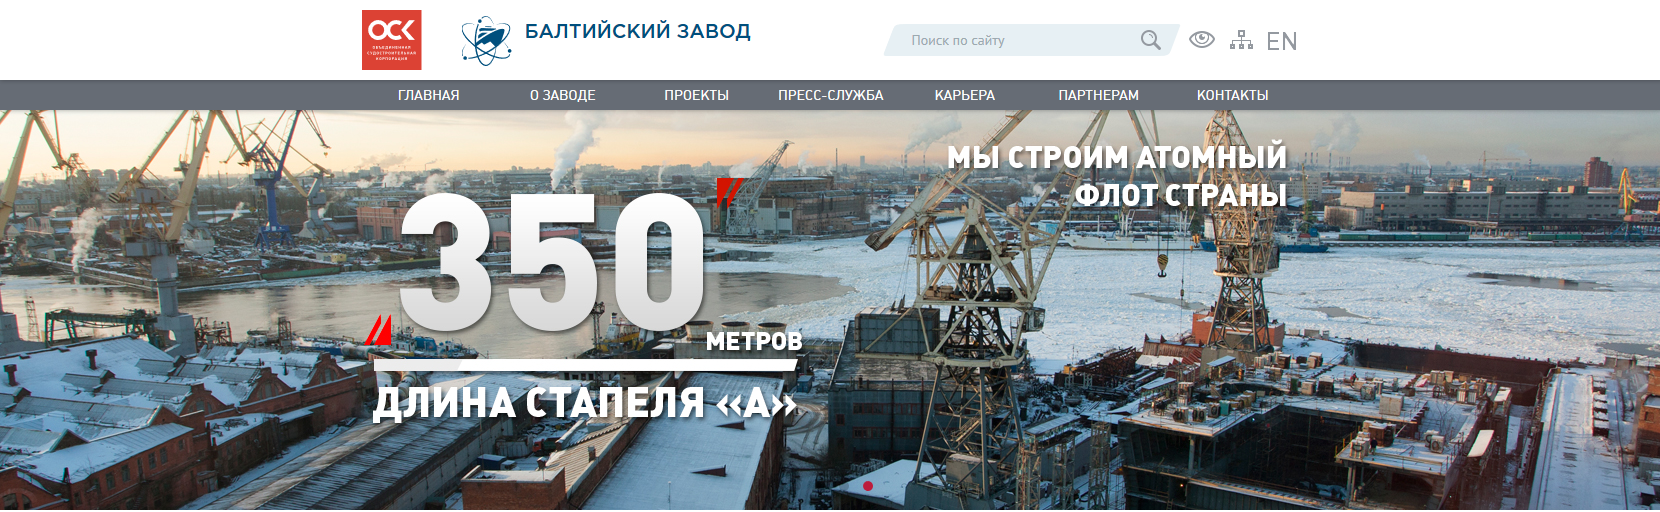 ОСК
ОБЪЕДИНЕННАЯ
СУДОСТРОИТЕЛЬНАЯ
КОРПОРАЦИЯ
БАЛТИЙСКИЙ ЗАВОД
Поиск по сайту
EN
ГЛАВНАЯ О ЗАВОДЕ ПРОЕКТЫ ПРЕСС-СЛУЖБА КАРЬЕРА ПАРТНЕРАМ КОНТАКТЫ
МЫ СТРОИМ АТОМНЫЙ
ФЛОТ СТРАНЫ
350
МЕТРОВ
ДЛИНА СТАПЕЛЯ «А»